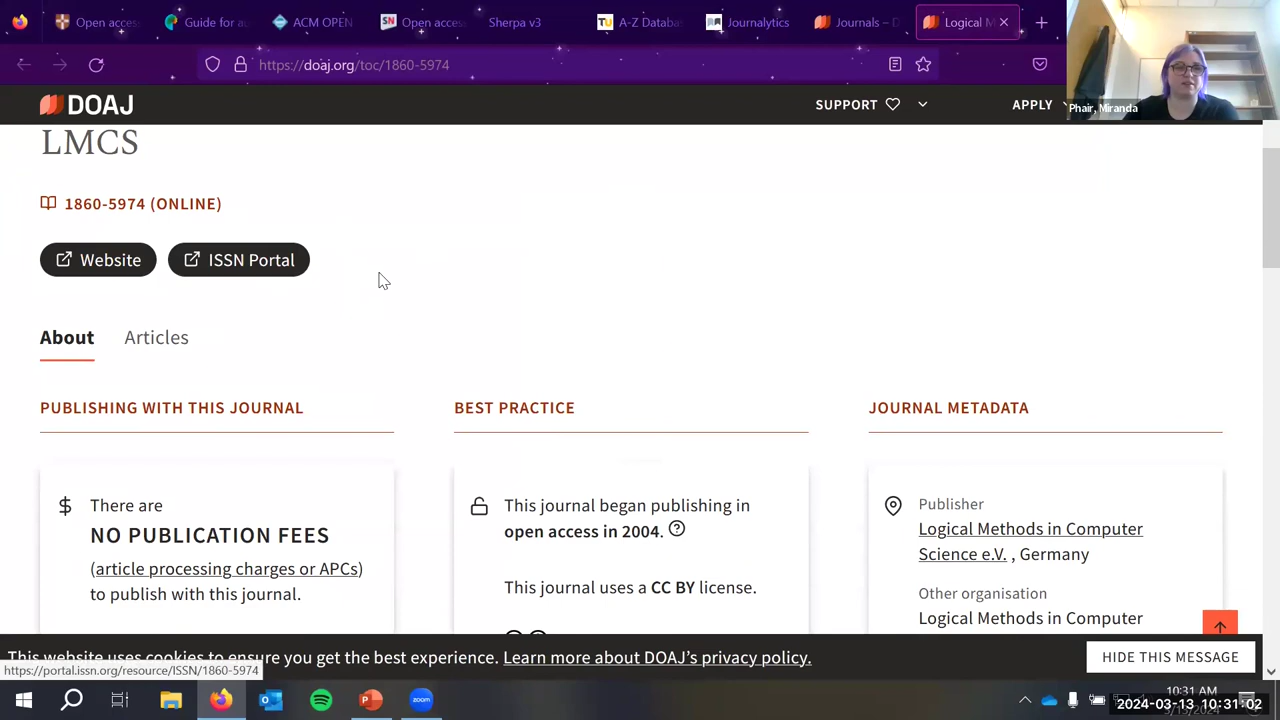 Open acces
Guide for au
ACM OPEN
SN
Open access
Sherpa v3
TU
A-Z Databas
Journalytics
Journals – D
Logical M
https://doaj.org/toc/1860-5974
Phair, Miranda
DOAJ
SUPPORT
APPLY
LMCS
1860-5974 (ONLINE)
Website
ISSN Portal
About
Articles
PUBLISHING WITH THIS JOURNAL
There are
NO PUBLICATION FEES
(article processing charges or APCs)
to publish with this journal.
BEST PRACTICE
This journal began publishing in
open access in 2004.
This journal uses a CC BY license.
JOURNAL METADATA
Publisher
Logical Methods in Computer
Science e.V. , Germany
Other organisation
Logical Methods in Computer
This website uses cookies to ensure you get the best experience. Learn more about DOAJ's privacy policy.
HIDE THIS MESSAGE
https://portal.issn.org/resource/ISSN/1860-5974
10:31 AM
2024-03-13 10:31:02